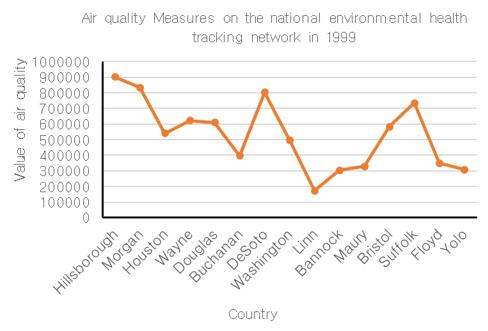 Air quality Measures on the national environmental health
tracking network in 1999
Value of air quality
1000000
900000
800000
700000
600000
500000
400000
300000
200000
100000
0
Hillsborough
Morgan
Houston
Wayne
Douglas
Buchanan
DeSoto
Washington
Linn
Bannock
Maury
Bristol
Suffolk
Floyd
Yolo
Country